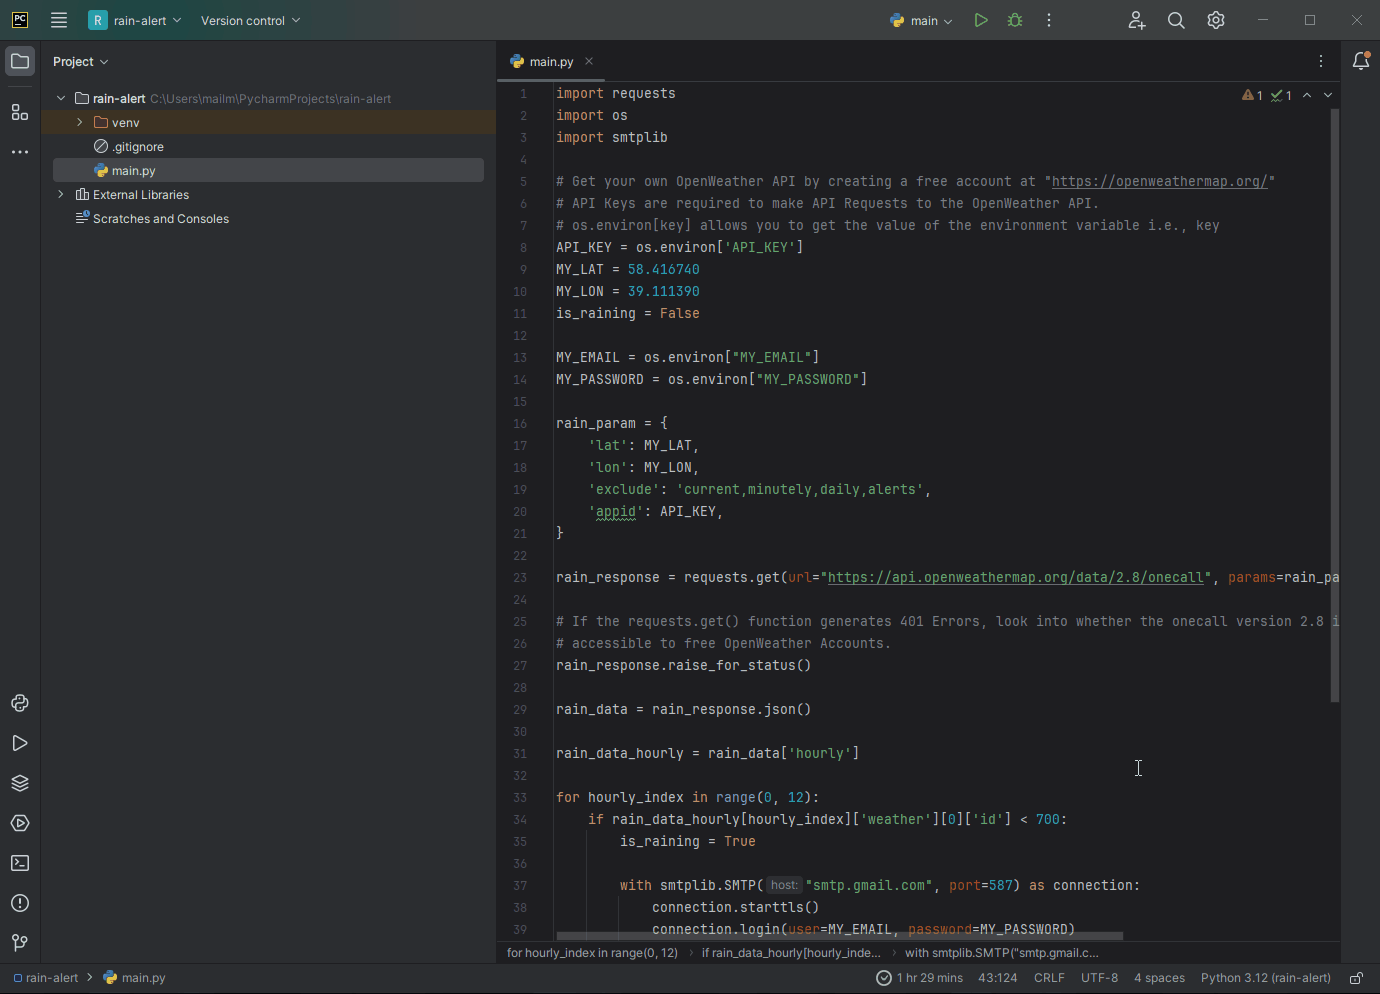 PC
R rain-alert
Version control
main
Project
rain-alert C:\Users\mailm\PycharmProjects\rain-alert
venv
.gitignore
main.py
External Libraries
Scratches and Consoles
main.py
1 1
1 import requests
2 import os
3 import smtplib
4
5 # Get your own OpenWeather API by creating a free account at "https://openweathermap.org/"
6 # API Keys are required to make API Requests to the OpenWeather API.
7 # os.environ[key] allows you to get the value of the environment variable i.e., key
8 API_KEY = os.environ['API_KEY']
9 MY_LAT = 58.416740
10 MY_LON = 39.111390
11 is_raining = False
12
13 MY_EMAIL = os.environ["MY_EMAIL"]
14 MY_PASSWORD = os.environ["MY_PASSWORD"]
15
16 rain_param = {
17 'lat': MY_LAT,
18 'lon': MY_LON,
19 'exclude': 'current,minutely,daily,alerts',
20 'appid': API_KEY,
21 }
22
23 rain_response = requests.get(url="https://api.openweathermap.org/data/2.8/onecall", params=rain_pa
24
25 # If the requests.get() function generates 401 Errors, look into whether the onecall version 2.8 i
26 # accessible to free OpenWeather Accounts.
27 rain_response.raise_for_status()
28
29 rain_data = rain_response.json()
30
31 rain_data_hourly = rain_data['hourly']
32
33 for hourly_index in range(0, 12):
34 if rain_data_hourly[hourly_index]['weather'][0]['id'] < 700:
35 is_raining = True
36
37 with smtplib.SMTP( host: "smtp.gmail.com", port=587) as connection:
38 connection.starttls()
39 connection.login(user=MY_EMAIL, password=MY_PASSWORD)
for hourly_index in range(0, 12) › if rain_data_hourly[hourly_inde... › with smtplib.SMTP("smtp.gmail.c...
rain-alert › main.py
1 hr 29 mins 43:124 CRLF UTF-8 4 spaces Python 3.12 (rain-alert)